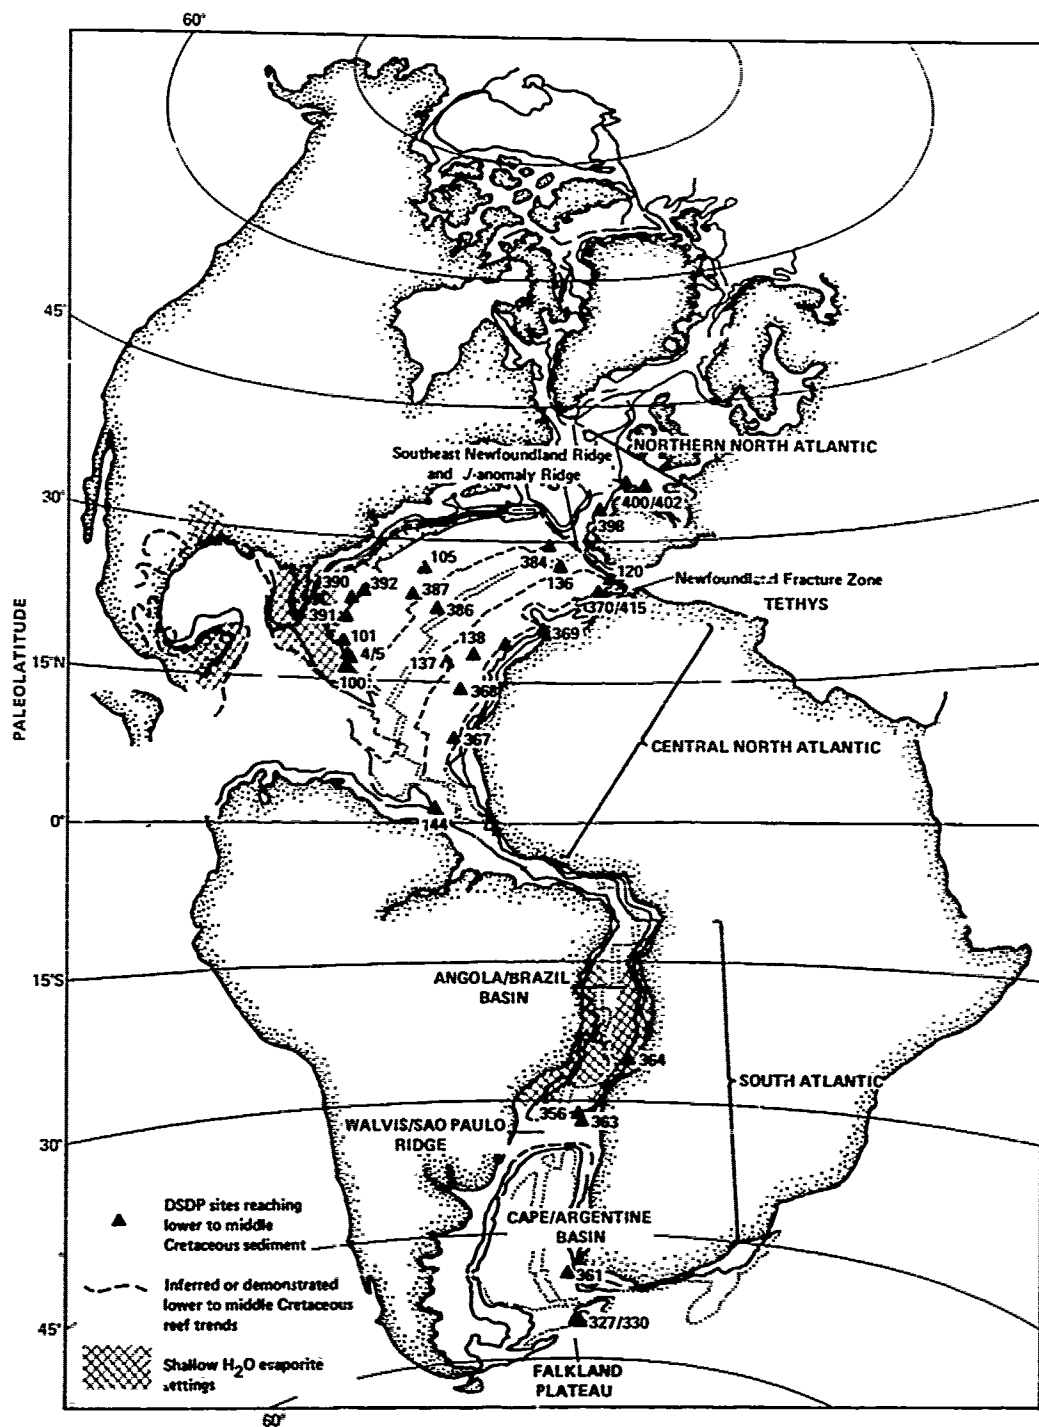 60°
45°
NORTHERN NORTH ATLANTIC
Southeast Newfoundland Ridge
and J-anomaly Ridge
400/402
30°
398
105
384
390
392
387
136
120
Newfoundland Fracture Zone
TETHYS
391
386
370/415
101
138
369
4/5
137
15°N
100
368
PALEOLATITUDE
367
CENTRAL NORTH ATLANTIC
0°
144
ANGOLA/BRAZIL
BASIN
15°S
364
SOUTH ATLANTIC
356
363
WALVIS/SAO PAULO
RIDGE
30°
DSDP sites reaching
lower to middle
Cretaceous sediment
CAPE/ARGENTINE
BASIN
361
Inferred or demonstrated
lower to middle Cretaceous
reef trends
327/330
45°
Shallow H2O evaporite
settings
FALKLAND
PLATEAU
60°